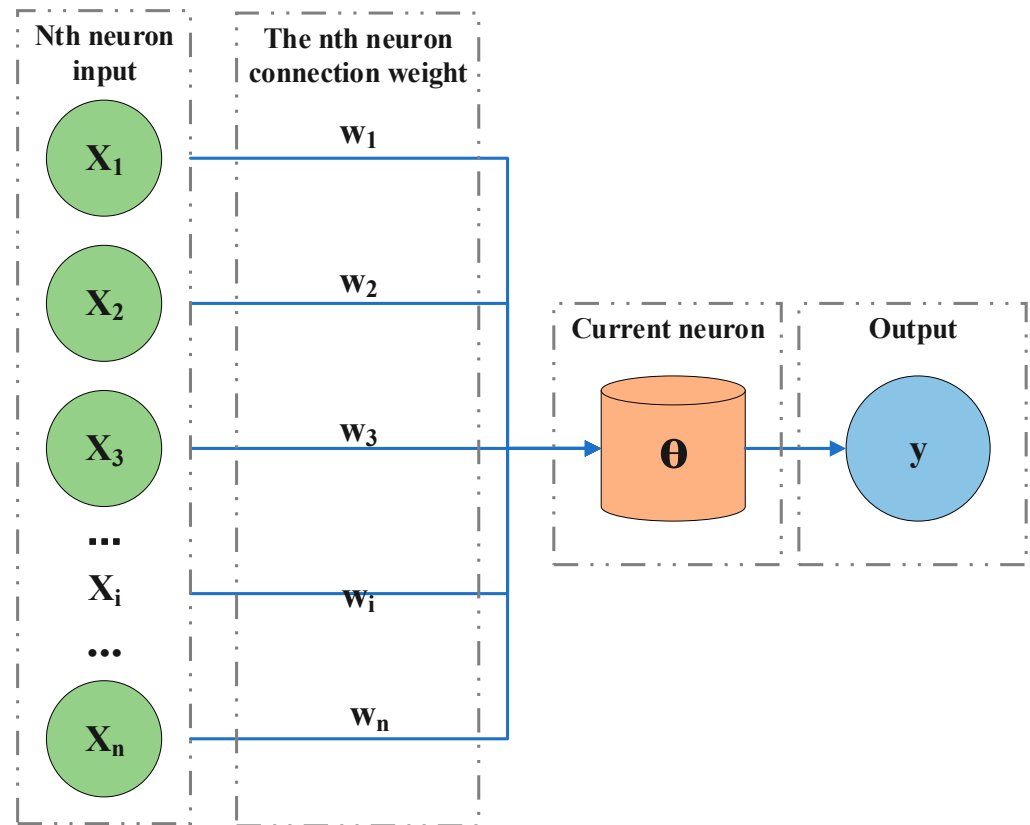 Nth neuron
input
The nth neuron
connection weight
X₁
w₁
X₂
w₂
Current neuron
Output
X₃
w₃
θ
y
...
Xᵢ
wᵢ
...
Xₙ
wₙ